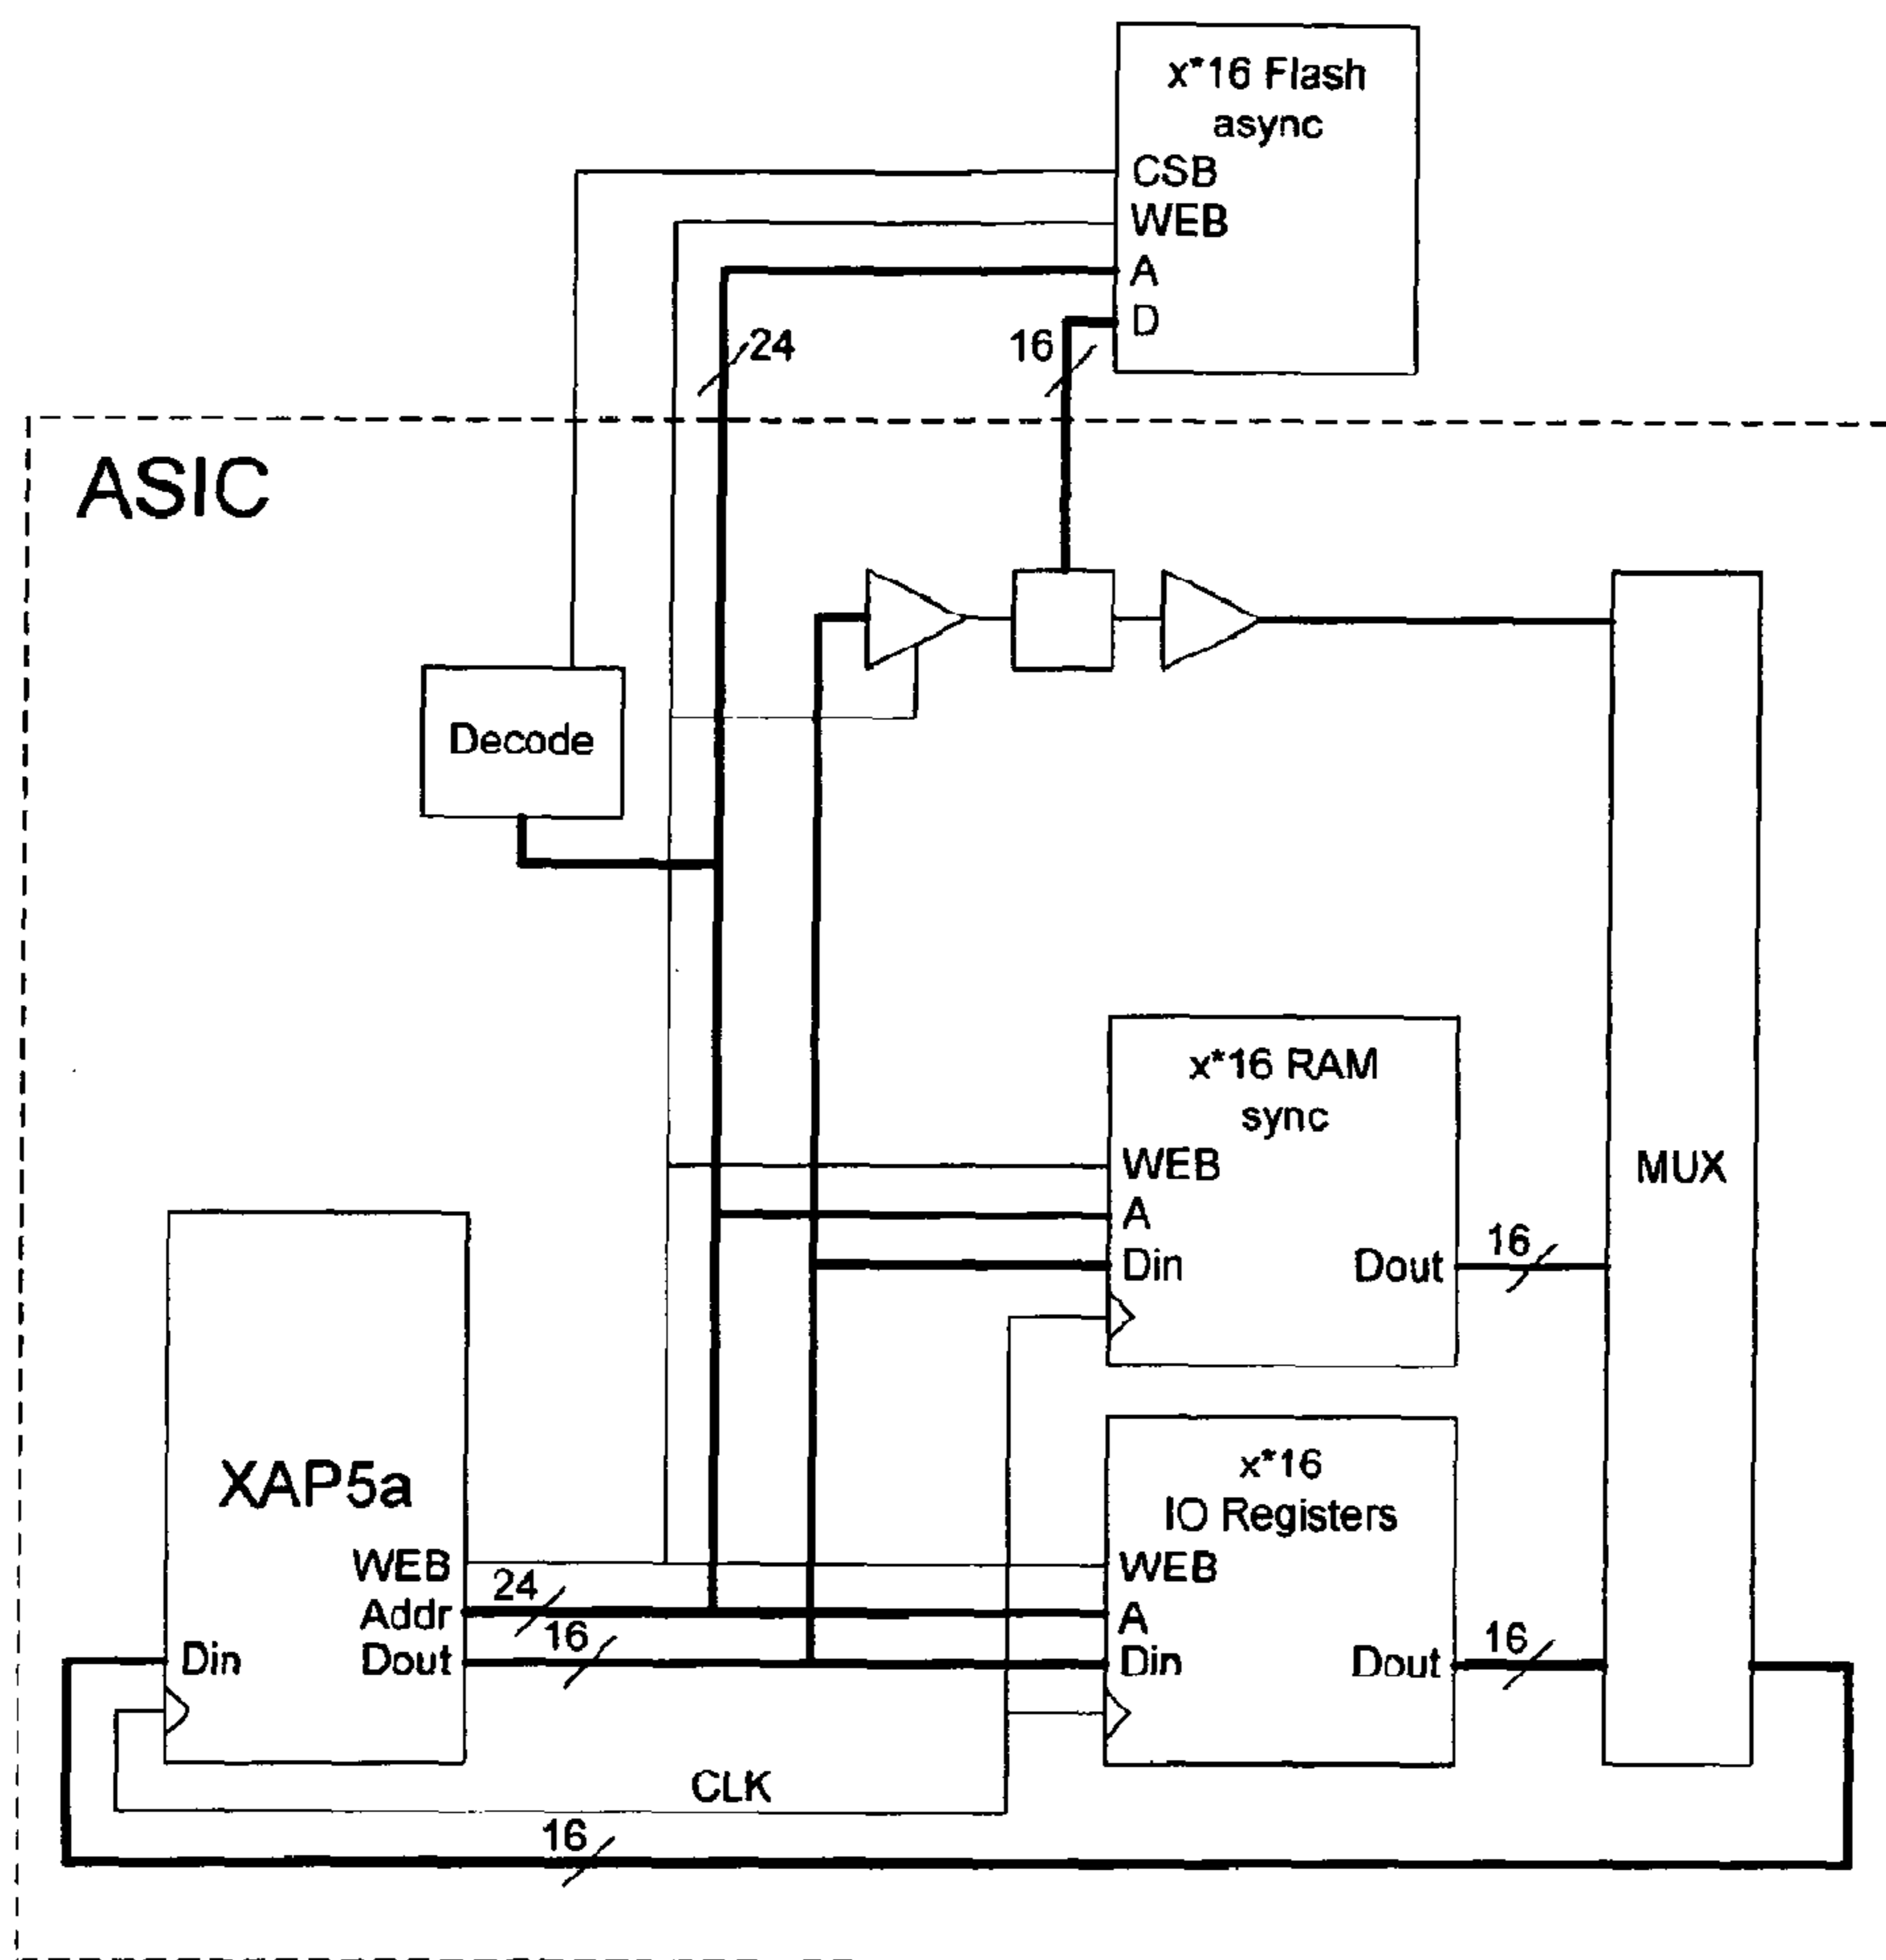 x*16 Flash
async
CSB
WEB
A
D
24
16
ASIC
Decode
x*16 RAM
sync
WEB
A
Din
Dout
16
MUX
XAP5a
WEB
Addr
Dout
Din
24
16
x*16
IO Registers
WEB
A
Din
Dout
16
CLK
16